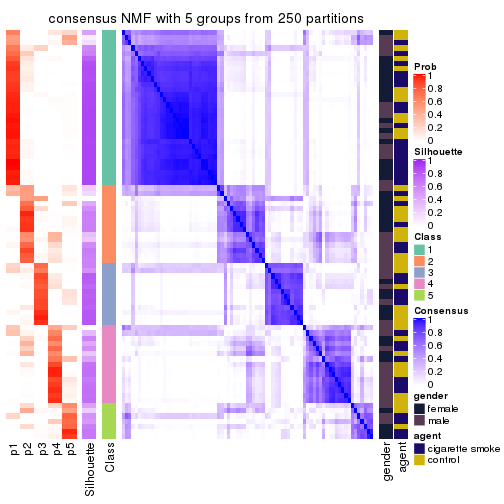 consensus NMF with 5 groups from 250 partitions
Prob
1
0.8
0.6
0.4
0.2
0
Silhouette
1
0.8
0.6
0.4
0.2
0
Class
1
2
3
4
5
Consensus
1
0.8
0.6
0.4
0.2
0
gender
female
male
agent
cigarette smoke
control
p1
p2
p3
p4
p5
Silhouette
Class
gender
agent